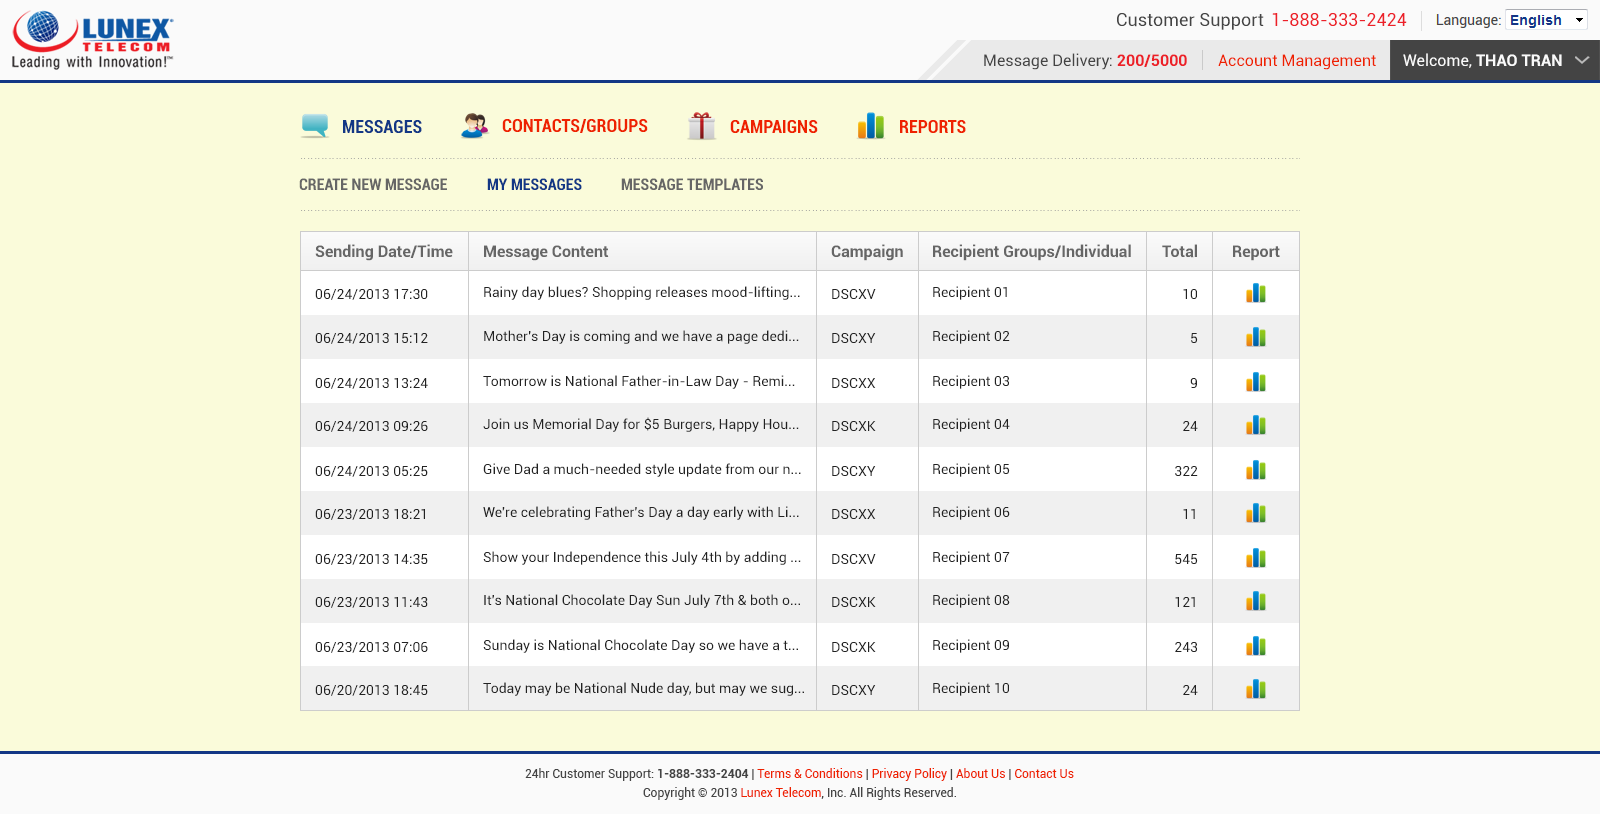 LUNEX
TELECOM
Leading with Innovation!™
Customer Support 1-888-333-2424
Language: English
Message Delivery: 200/5000
Account Management
Welcome, THAO TRAN
MESSAGES CONTACTS/GROUPS CAMPAIGNS REPORTS
CREATE NEW MESSAGE MY MESSAGES MESSAGE TEMPLATES
Sending Date/Time Message Content Campaign Recipient Groups/Individual Total Report
06/24/2013 17:30 Rainy day blues? Shopping releases mood-lifting... DSCXV Recipient 01 10
06/24/2013 15:12 Mother's Day is coming and we have a page dedi... DSCXY Recipient 02 5
06/24/2013 13:24 Tomorrow is National Father-in-Law Day - Remi... DSCXX Recipient 03 9
06/24/2013 09:26 Join us Memorial Day for $5 Burgers, Happy Hou... DSCXK Recipient 04 24
06/24/2013 05:25 Give Dad a much-needed style update from our n... DSCXY Recipient 05 322
06/23/2013 18:21 We're celebrating Father's Day a day early with Li... DSCXX Recipient 06 11
06/23/2013 14:35 Show your Independence this July 4th by adding ... DSCXV Recipient 07 545
06/23/2013 11:43 It's National Chocolate Day Sun July 7th & both o... DSCXK Recipient 08 121
06/23/2013 07:06 Sunday is National Chocolate Day so we have a t... DSCXK Recipient 09 243
06/20/2013 18:45 Today may be National Nude day, but may we sug... DSCXY Recipient 10 24
24hr Customer Support: 1-888-333-2404 | Terms & Conditions | Privacy Policy | About Us | Contact Us
Copyright © 2013 Lunex Telecom, Inc. All Rights Reserved.